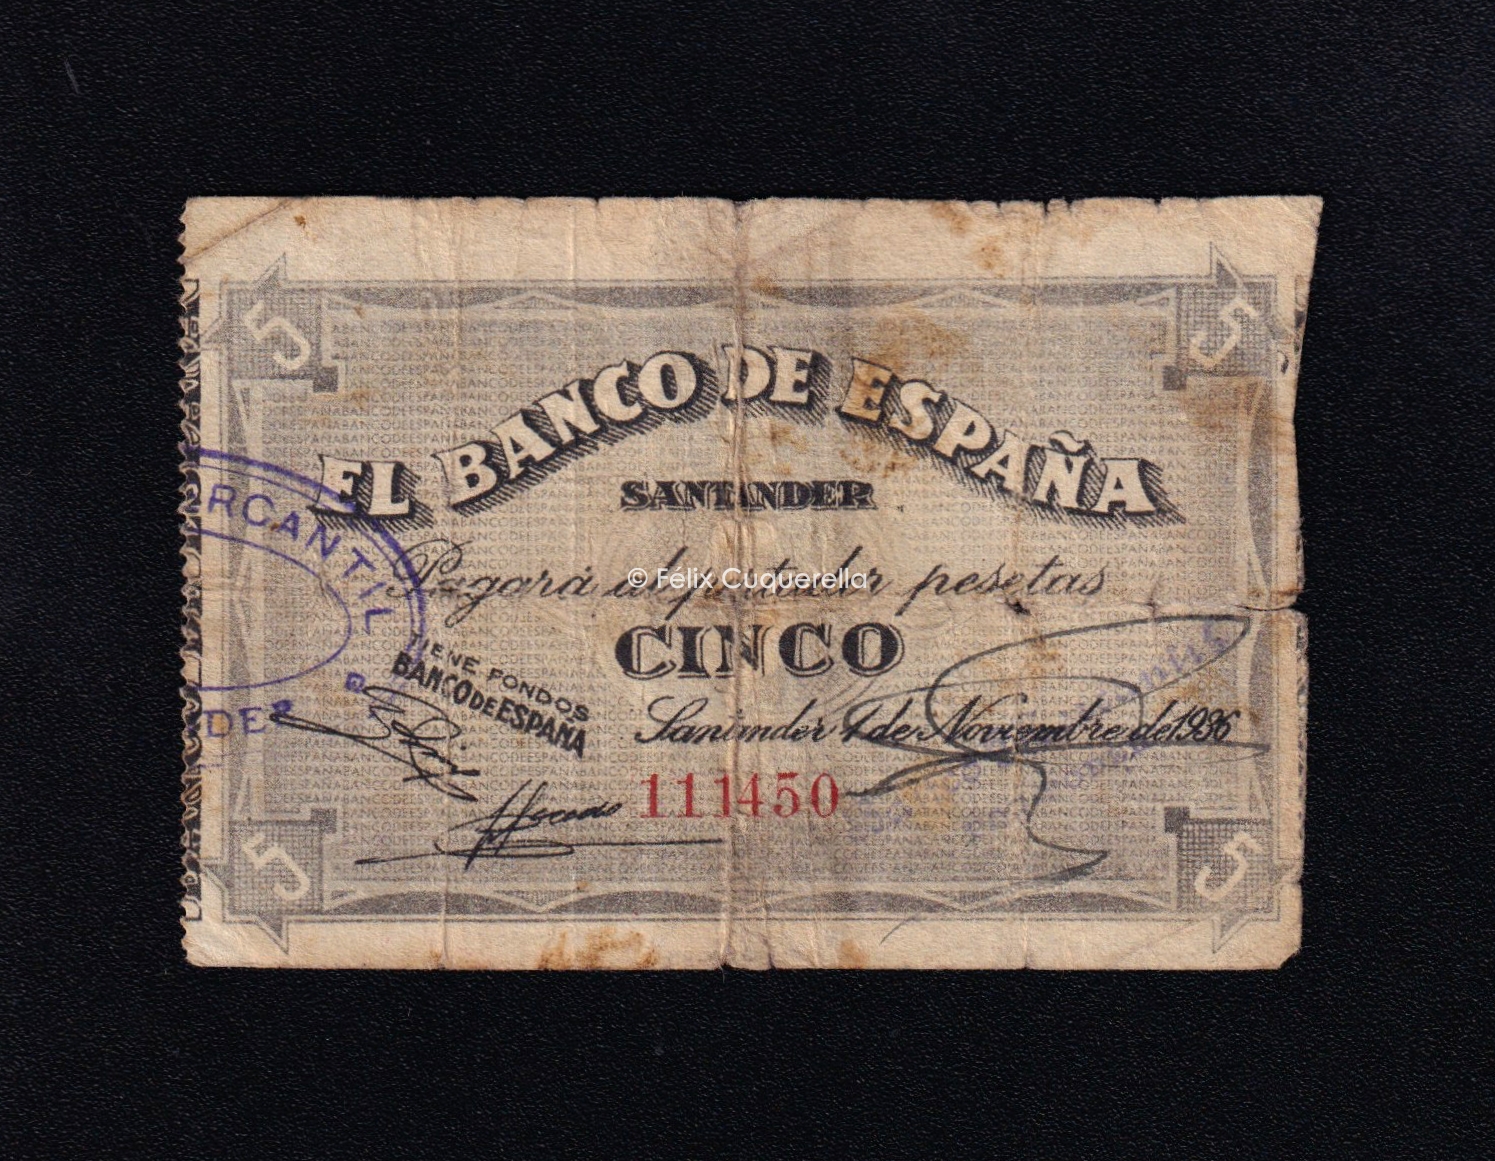 5 5
EL BANCO DE ESPAÑA
SANTANDER
Pagará al portador pesetas
CINCO
Santander 1 de Noviembre de 1936
RCANTIL
DER
TIENE FONDOS
BANCO DE ESPAÑA
111450
5 5
© Félix Cuquerella